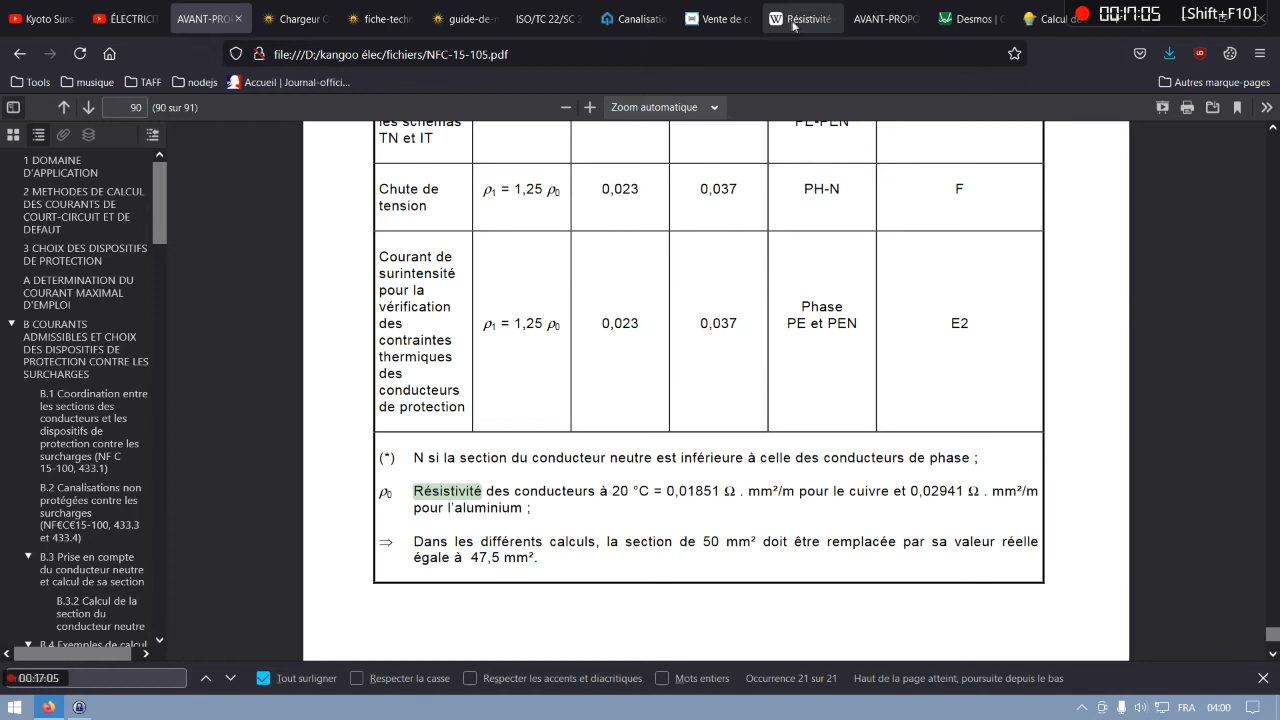 Kyoto Suns
ÉLECTRICIT
AVANT-PROP
Chargeur C
fiche-techn
guide-de-n
ISO/TC 22/SC 3
Canalisatio
Vente de c
Résistivité
AVANT-PROPO
Desmos | C
Calcul de
00:17:05 [Shift+F10]
file:///D:/kangoo élec/fichiers/NFC-15-105.pdf
Tools
musique
TAFF
nodejs
Accueil | Journal-offici...
Autres marque-pages
90
(90 sur 91)
Zoom automatique
1 DOMAINE
D'APPLICATION
2 METHODES DE CALCUL
DES COURANTS DE
COURT-CIRCUIT ET DE
DEFAUT
3 CHOIX DES DISPOSITIFS
DE PROTECTION
A DETERMINATION DU
COURANT MAXIMAL
D'EMPLOI
B COURANTS
ADMISSIBLES ET CHOIX
DES DISPOSITIFS DE
PROTECTION CONTRE LES
SURCHARGES
B.1 Coordination entre
les sections des
conducteurs et les
dispositifs de
protection contre les
surcharges (NF C
15-100, 433.1)
B.2 Canalisations non
protégées contre les
surcharges
(NF€C€15-100, 433.3
et 433.4)
B.3 Prise en compte
du conducteur neutre
et calcul de sa section
B.3.2 Calcul de la
section du
conducteur neutre
B.4 Exemples de calcul
les schémas
TN et IT
PE-PEN
Chute de
tension
ρ1 = 1,25 ρ0
0,023
0,037
PH-N
F
Courant de
surintensité
pour la
vérification
des
contraintes
thermiques
des
conducteurs
de protection
ρ1 = 1,25 ρ0
0,023
0,037
Phase
PE et PEN
E2
(*) N si la section du conducteur neutre est inférieure à celle des conducteurs de phase ;
ρ0 Résistivité des conducteurs à 20 °C = 0,01851 Ω . mm²/m pour le cuivre et 0,02941 Ω . mm²/m
pour l'aluminium ;
⇒ Dans les différents calculs, la section de 50 mm² doit être remplacée par sa valeur réelle
égale à 47,5 mm².
00:17:05
Tout surligner
Respecter la casse
Respecter les accents et diacritiques
Mots entiers
Occurrence 21 sur 21
Haut de la page atteint, poursuite depuis le bas
FRA
04:00